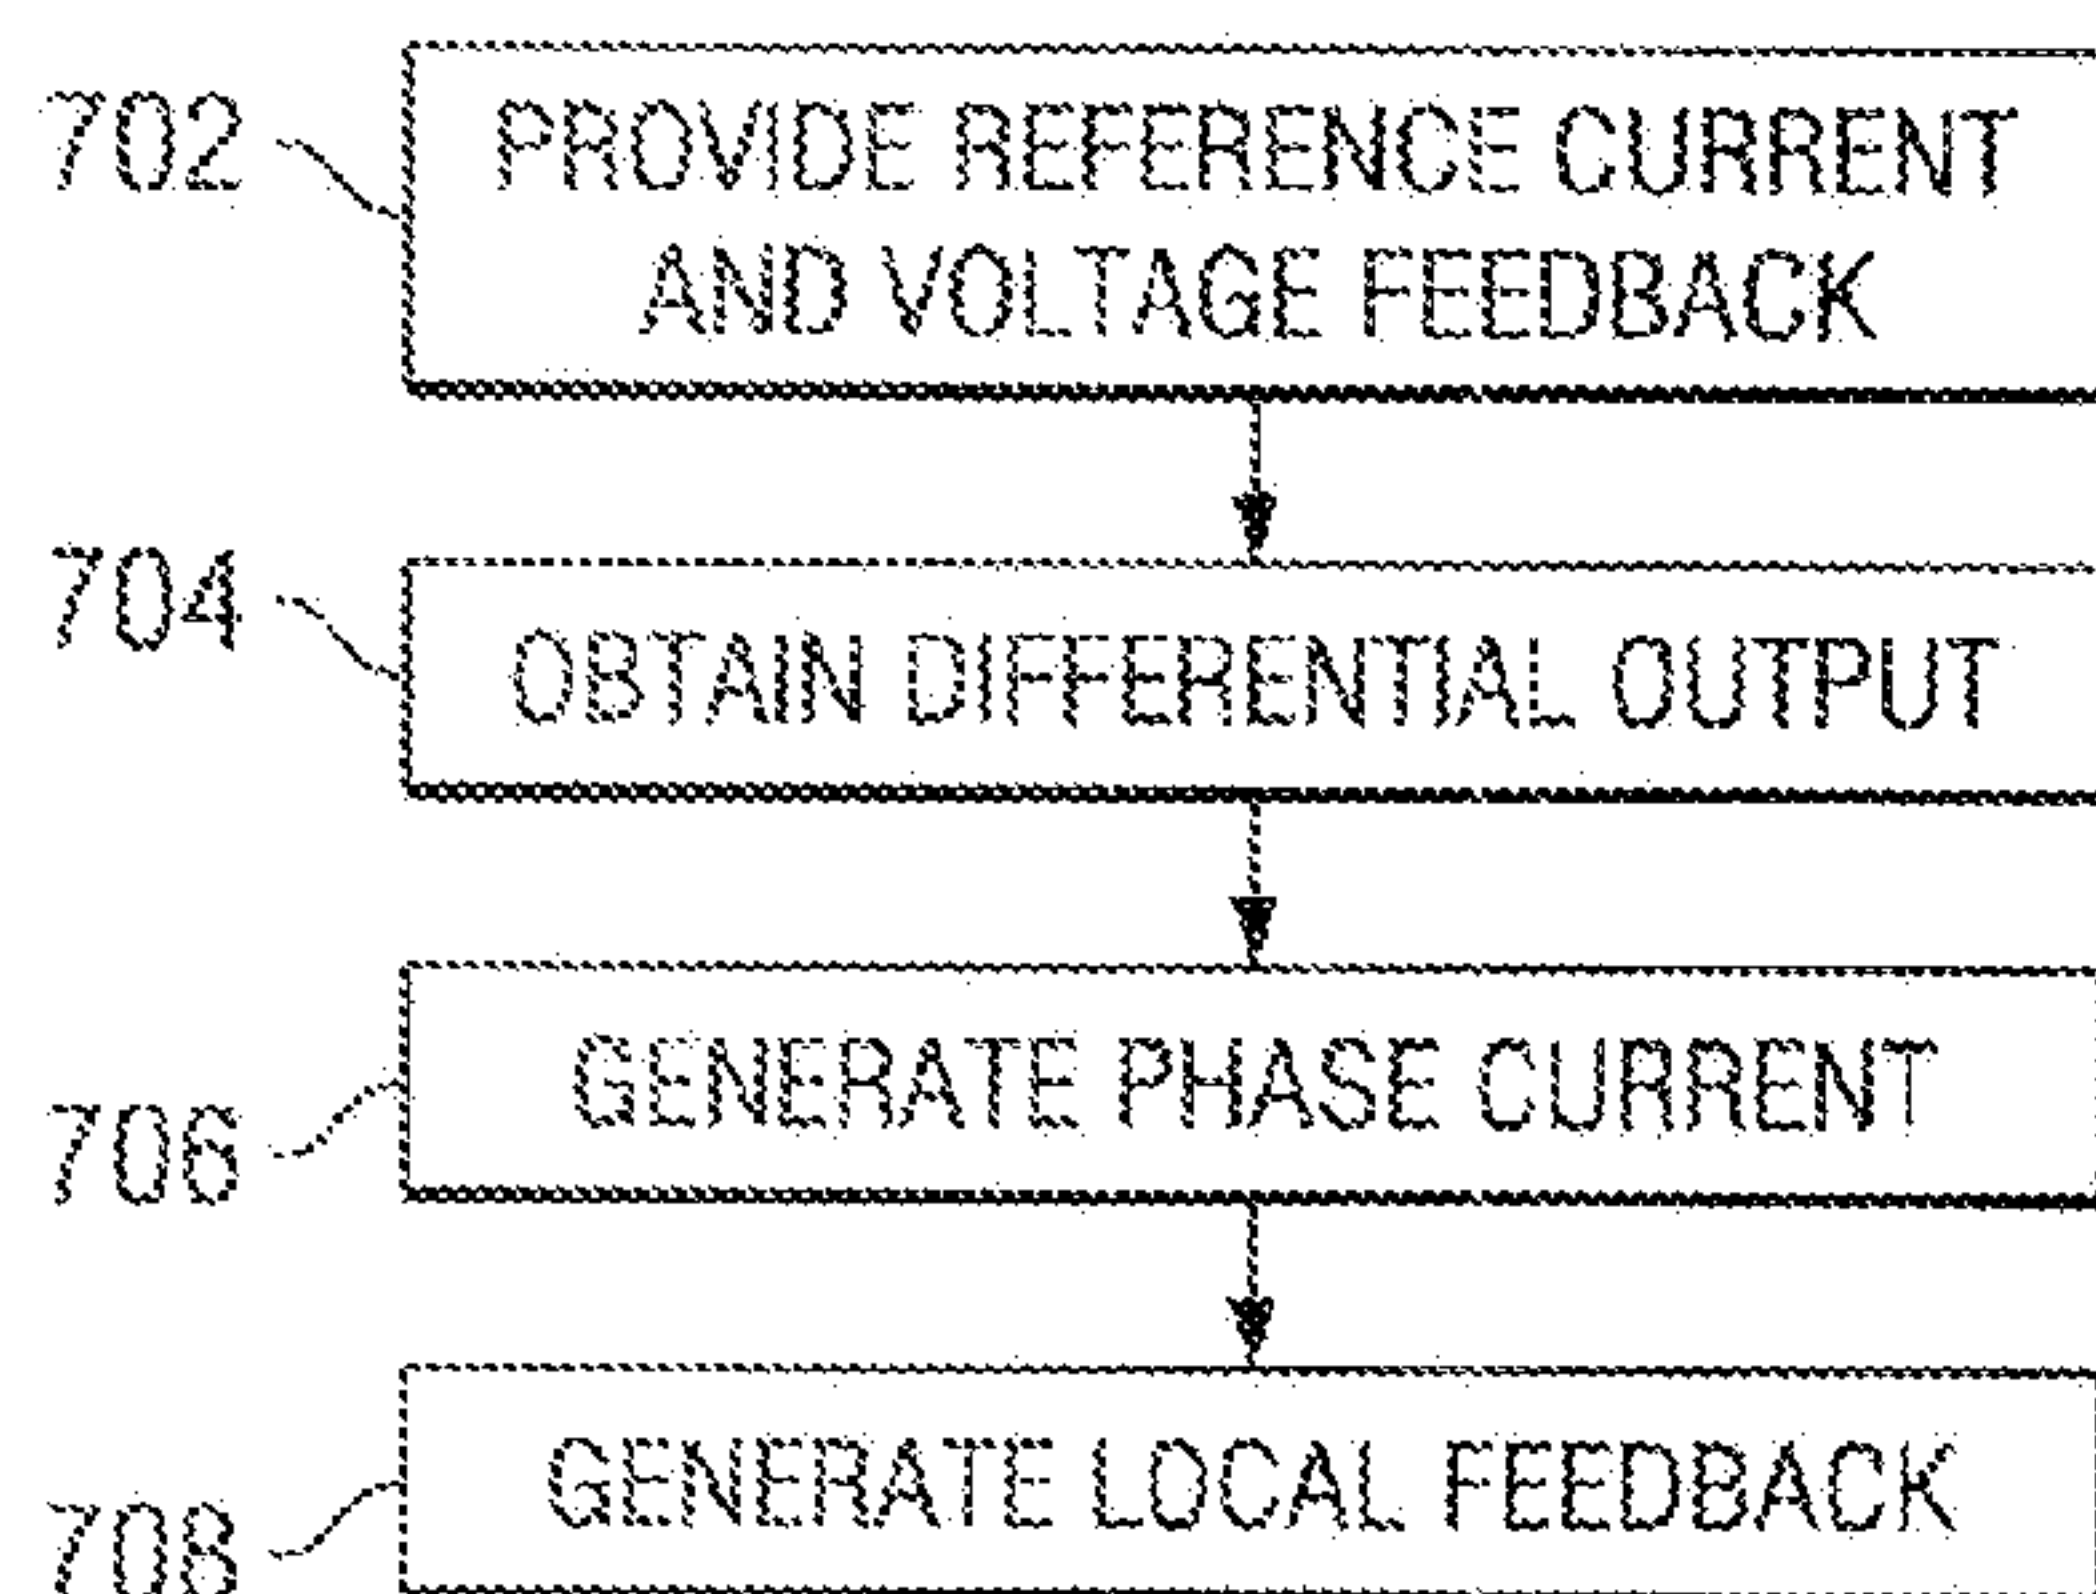 702
PROVIDE REFERENCE CURRENT
AND VOLTAGE FEEDBACK
704
OBTAIN DIFFERENTIAL OUTPUT
706
GENERATE PHASE CURRENT
708
GENERATE LOCAL FEEDBACK